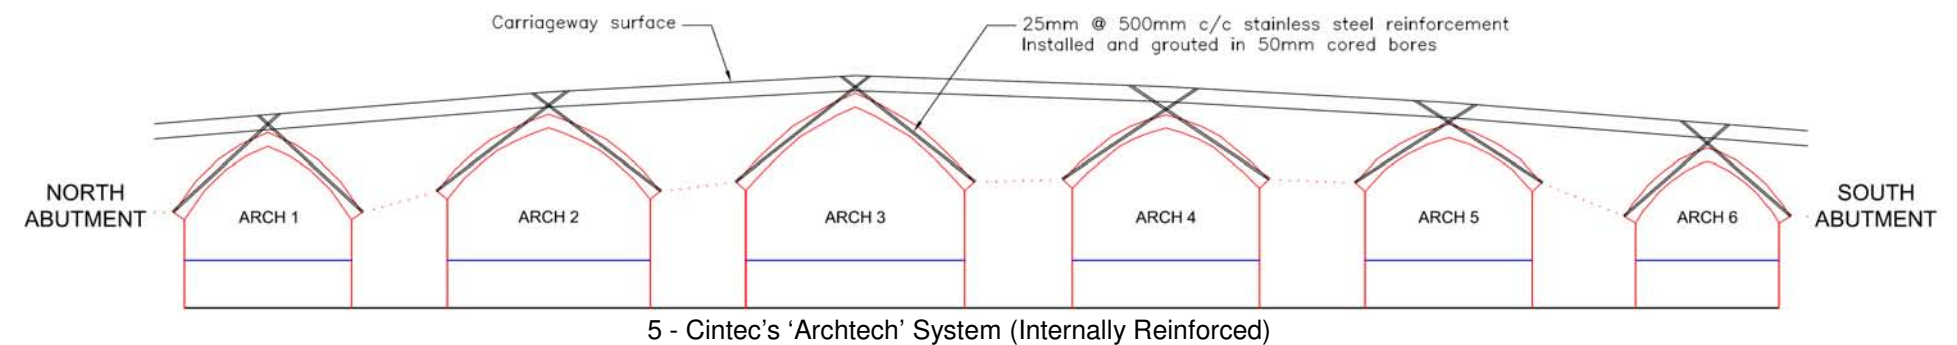 Carriageway surface
25mm @ 500mm c/c stainless steel reinforcement
Installed and grouted in 50mm cored bores
NORTH
ABUTMENT
ARCH 1
ARCH 2
ARCH 3
ARCH 4
ARCH 5
ARCH 6
SOUTH
ABUTMENT
5 - Cintec's ‘Archtech’ System (Internally Reinforced)